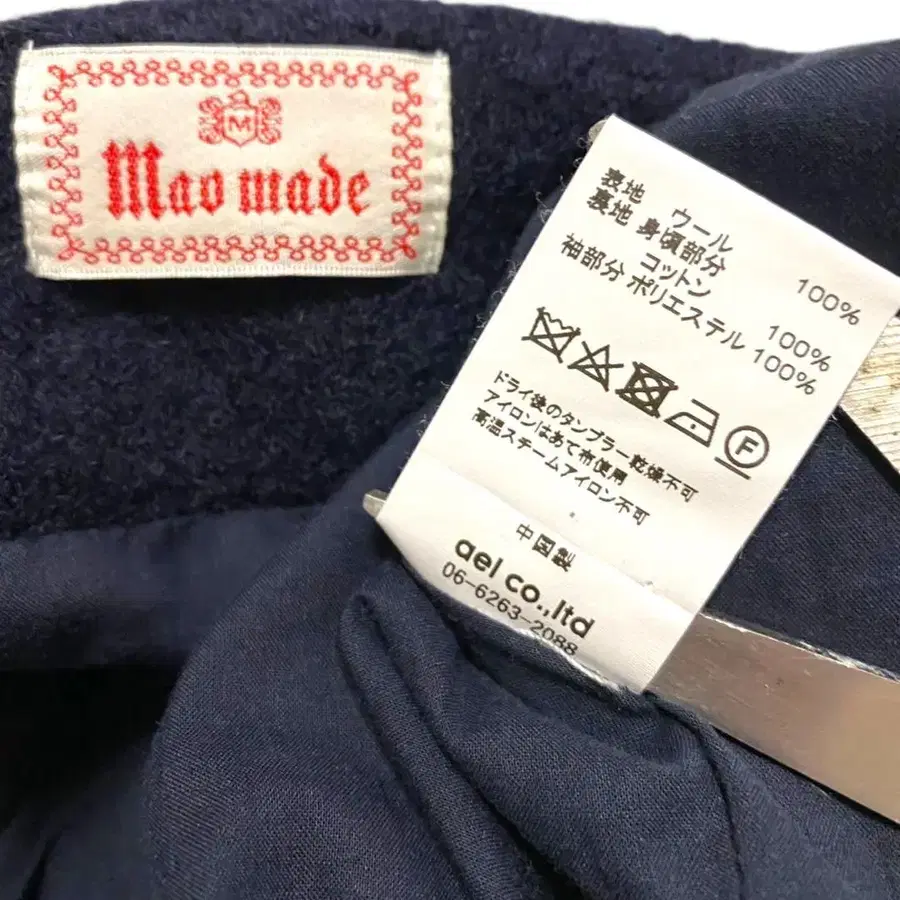 M
mao made
表地 ウール 100%
裏地 身頃部分
コットン 100%
袖部分 ポリエステル 100%
F
ドライ後のタンブラー乾燥不可
アイロンはあて布使用
高温スチームアイロン不可
中国製
ael co.,ltd
06-6263-2088